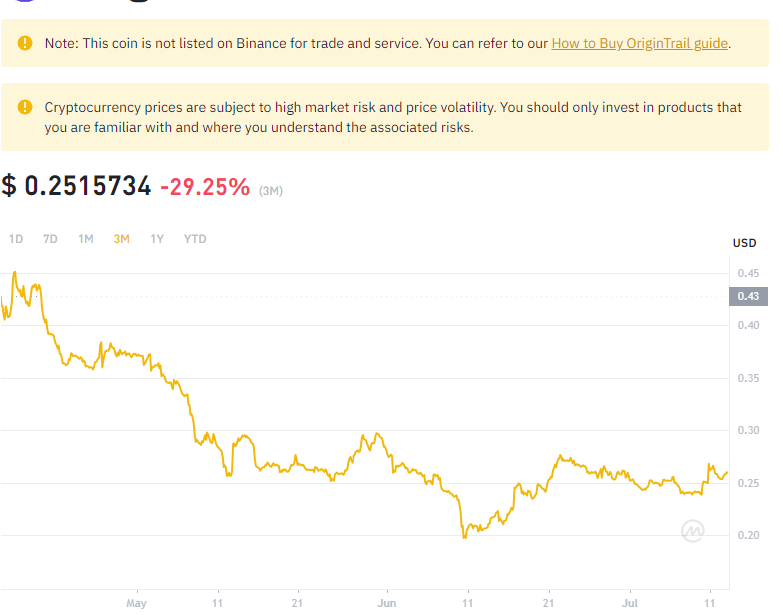 Note: This coin is not listed on Binance for trade and service. You can refer to our How to Buy OriginTrail guide.
Cryptocurrency prices are subject to high market risk and price volatility. You should only invest in products that
you are familiar with and where you understand the associated risks.
$ 0.2515734 -29.25% (3M)
1D 7D 1M 3M 1Y YTD
USD
0.45
0.43
0.40
0.35
0.30
0.25
0.20
May 11 21 Jun 11 21 Jul 11